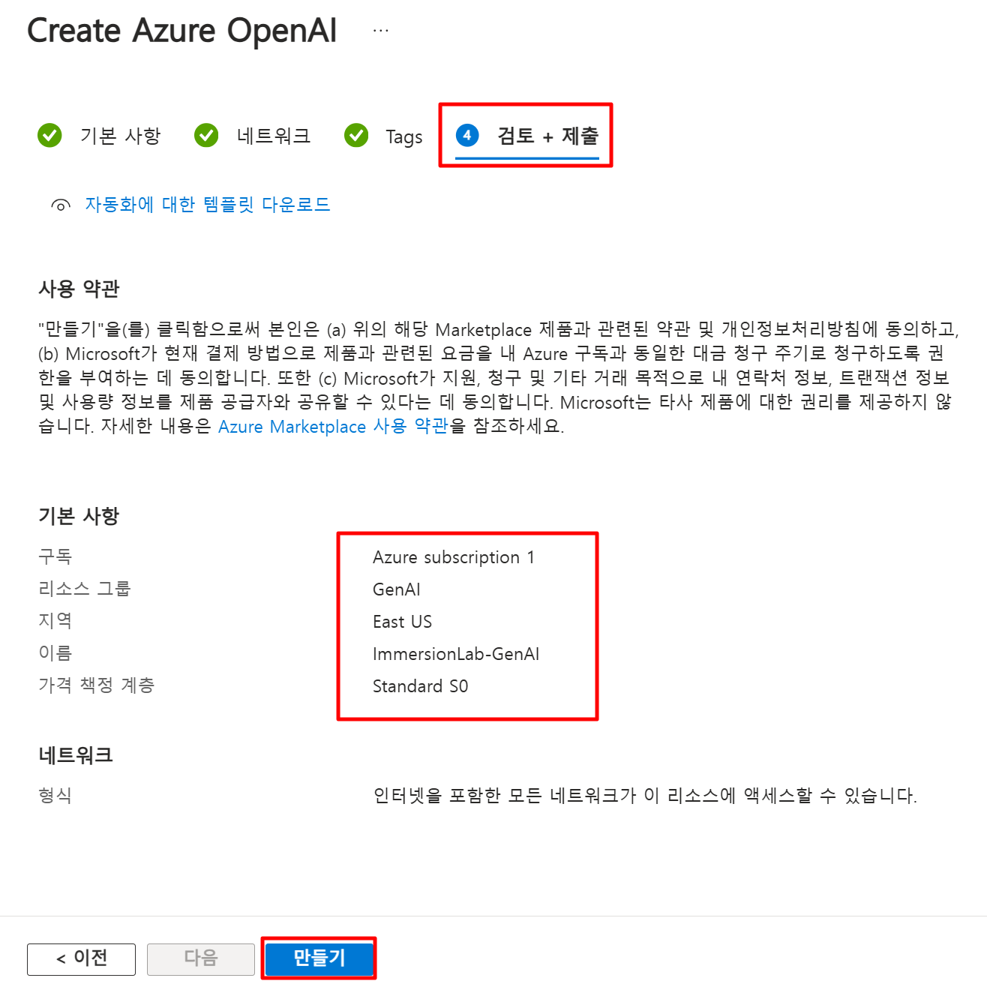 Create Azure OpenAI ...
기본 사항 네트워크 Tags 4 검토 + 제출
자동화에 대한 템플릿 다운로드
사용 약관
"만들기"을(를) 클릭함으로써 본인은 (a) 위의 해당 Marketplace 제품과 관련된 약관 및 개인정보처리방침에 동의하고,
(b) Microsoft가 현재 결제 방법으로 제품과 관련된 요금을 내 Azure 구독과 동일한 대금 청구 주기로 청구하도록 권
한을 부여하는 데 동의합니다. 또한 (c) Microsoft가 지원, 청구 및 기타 거래 목적으로 내 연락처 정보, 트랜잭션 정보
및 사용량 정보를 제품 공급자와 공유할 수 있다는 데 동의합니다. Microsoft는 타사 제품에 대한 권리를 제공하지 않
습니다. 자세한 내용은 Azure Marketplace 사용 약관을 참조하세요.
기본 사항
구독 Azure subscription 1
리소스 그룹 GenAI
지역 East US
이름 ImmersionLab-GenAI
가격 책정 계층 Standard S0
네트워크
형식 인터넷을 포함한 모든 네트워크가 이 리소스에 액세스할 수 있습니다.
< 이전 다음 만들기